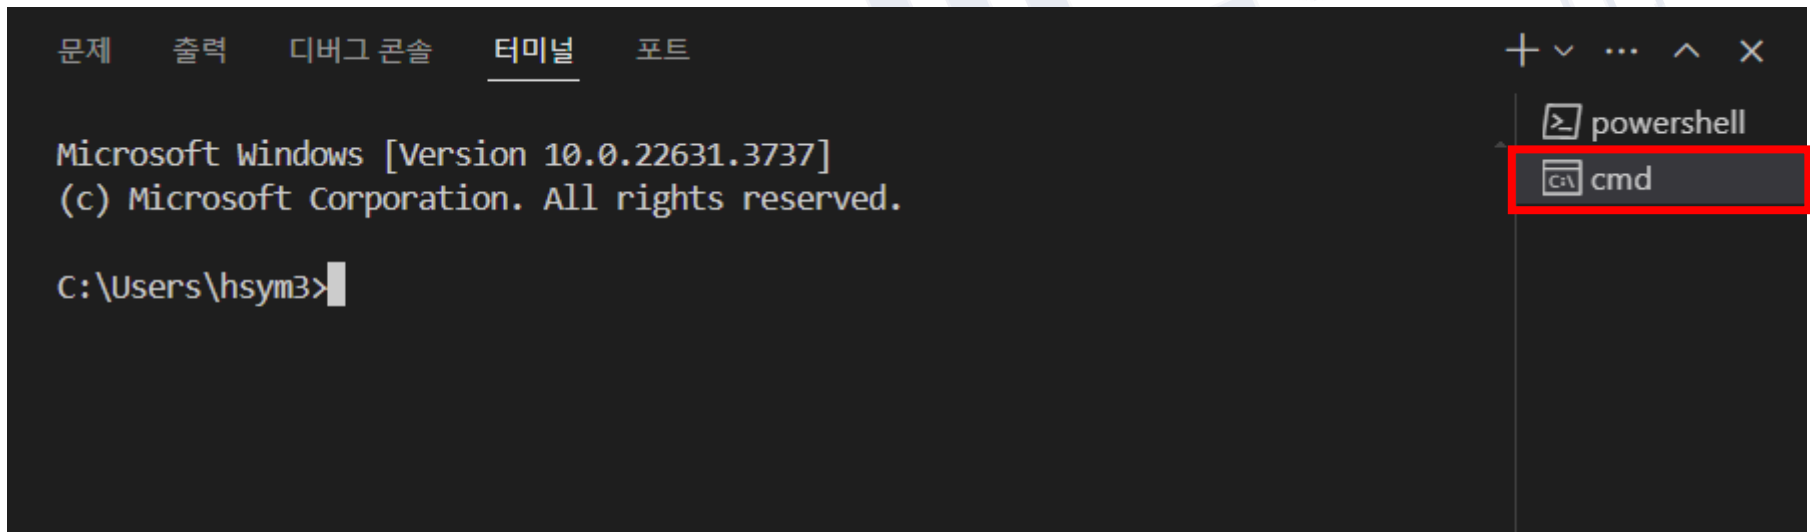 문제 출력 디버그 콘솔 터미널 포트
Microsoft Windows [Version 10.0.22631.3737]
(c) Microsoft Corporation. All rights reserved.
C:\Users\hsym3>
powershell
C:\ cmd